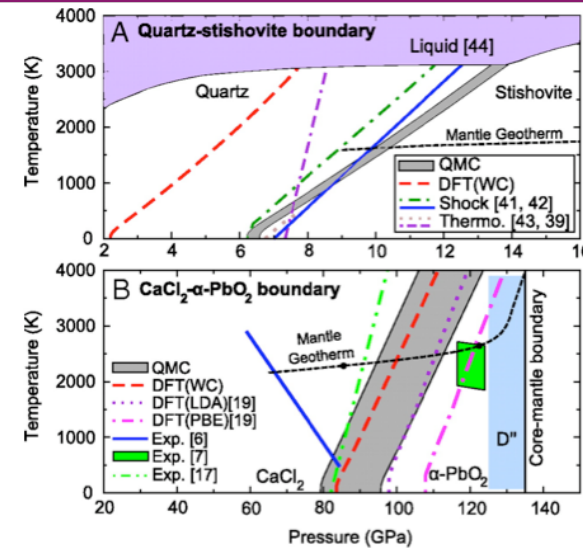 A Quartz-stishovite boundary
Liquid [44]
Quartz
Stishovite
Mantle Geotherm
QMC
DFT(WC)
Shock [41, 42]
Thermo. [43, 39]
Temperature (K)
4000
3000
2000
1000
0
2 4 6 8 10 12 14 16
B CaCl₂-α-PbO₂ boundary
Mantle
Geotherm
QMC
DFT(WC)
DFT(LDA)[19]
DFT(PBE)[19]
Exp. [6]
Exp. [7]
Exp. [17]
CaCl₂
α-PbO₂
D"
Core-mantle boundary
Temperature (K)
4000
3000
2000
1000
0
20 40 60 80 100 120 140
Pressure (GPa)